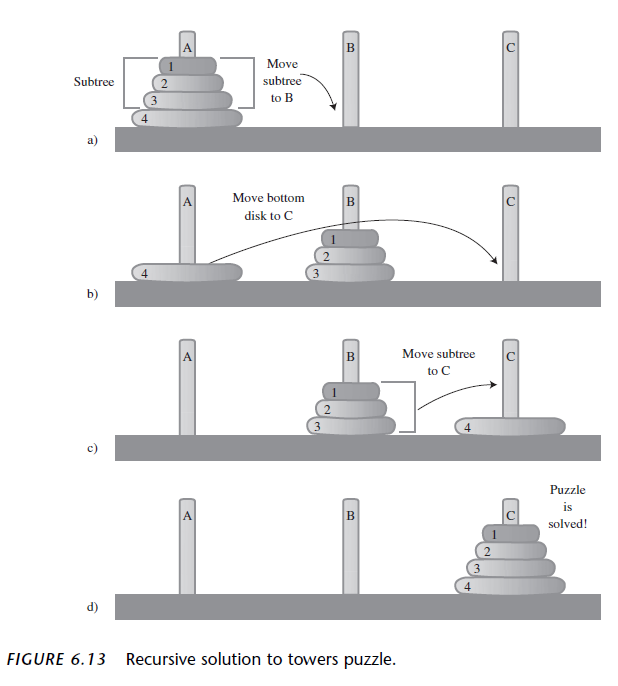 A
B
C
1
2
3
4
Subtree
Move
subtree
to B
a)
A
B
C
Move bottom
disk to C
1
2
3
4
b)
A
B
C
Move subtree
to C
1
2
3
4
c)
Puzzle
is
solved!
A
B
C
1
2
3
4
d)
FIGURE 6.13 Recursive solution to towers puzzle.